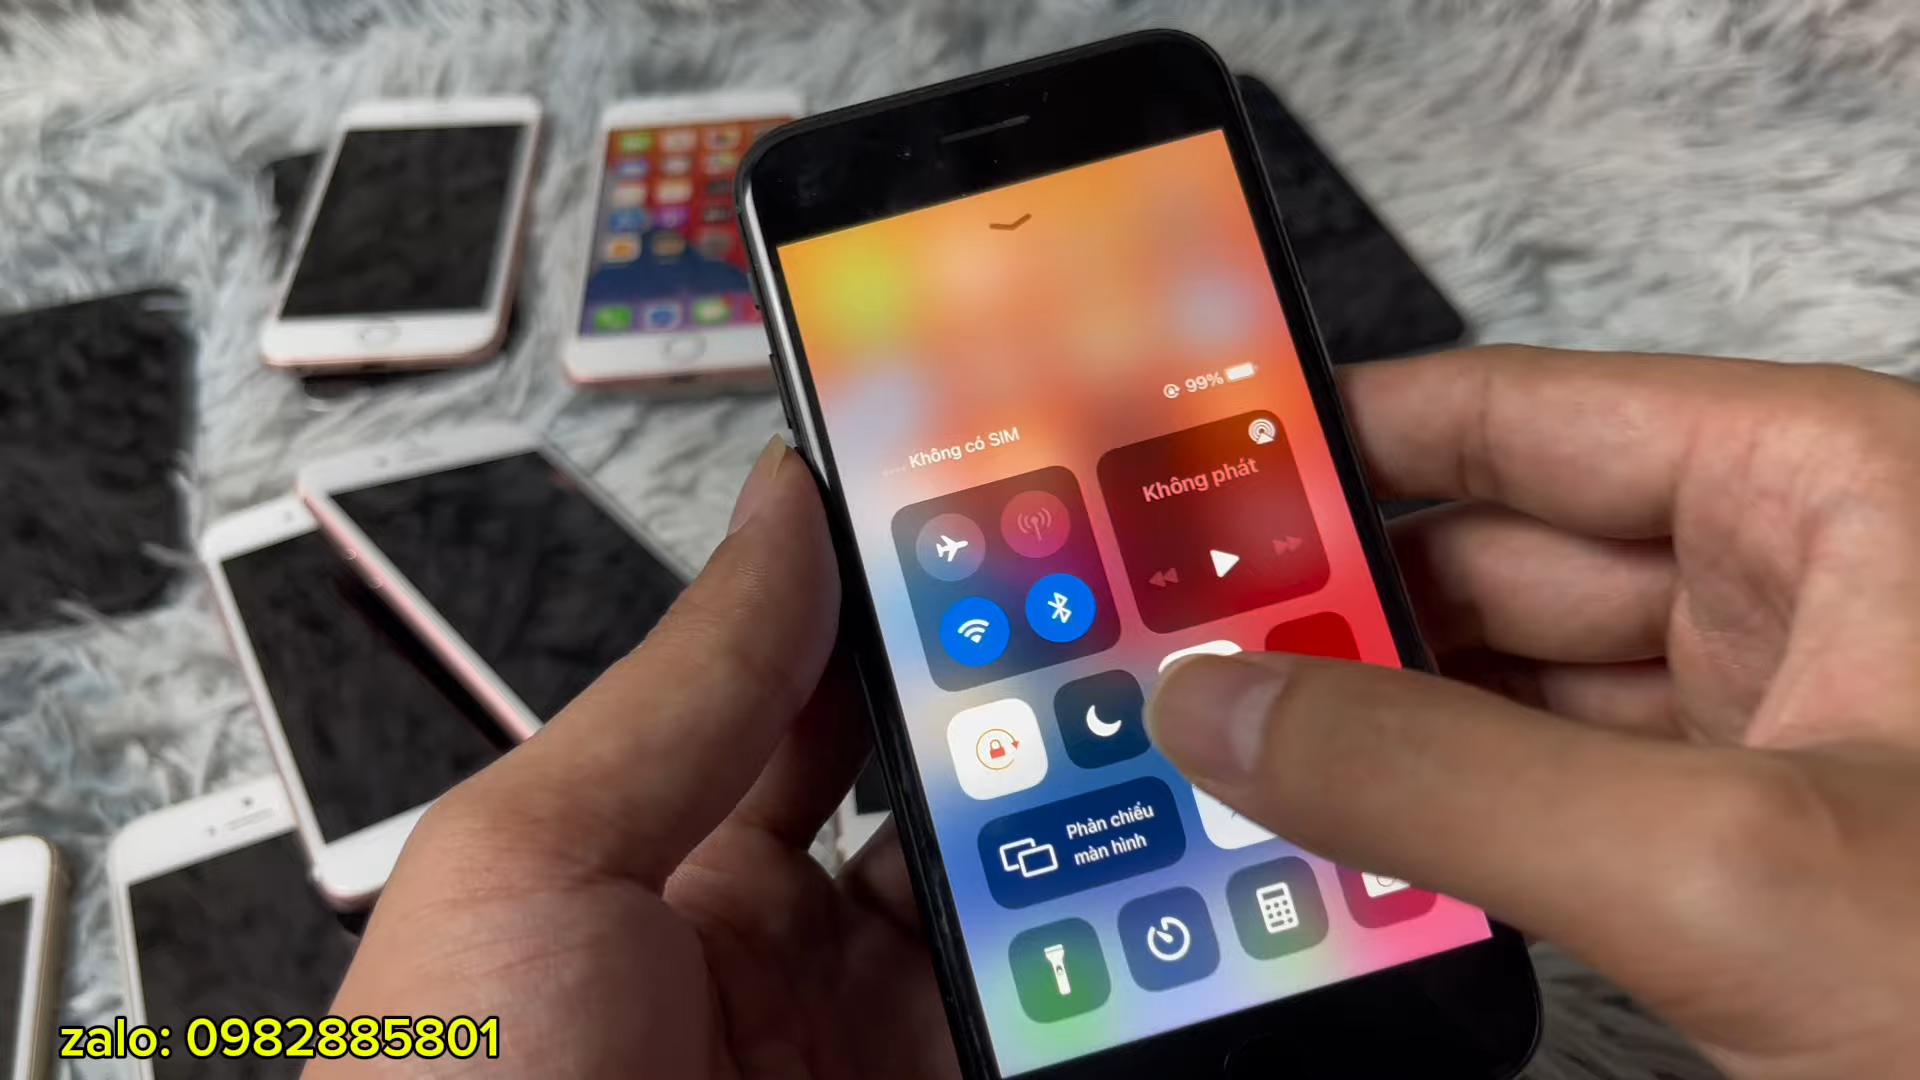 99%
Không có SIM
Không phát
Phản chiếu
màn hình
zalo: 0982885801